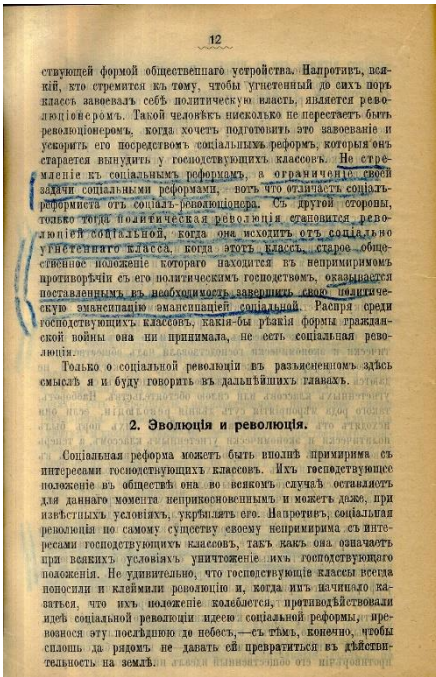 12
ствующей формой общественнаго устройства. Напротивъ, вся-
кій, кто стремится къ тому, чтобы угнетенный до сихъ поръ
классъ завоевалъ себѣ политическую власть, является рево-
люціонеромъ. Такой человѣкъ нисколько не перестаетъ быть
революціонеромъ, когда хочетъ подготовить это завоеваніе и
ускорить его посредствомъ соціальныхъ реформъ, которыя онъ
старается вынудить у господствующихъ классовъ. Не стре-
мленіе къ соціальнымъ реформамъ, а ограниченіе своей
задачи соціальными реформами, вотъ что отличаетъ соціалъ-
реформиста отъ соціалъ-революціонера. Съ другой стороны,
только тогда политическая революція становится рево-
люціей соціальной, когда она исходитъ отъ соціально
угнетеннаго класса, когда этотъ классъ, старое обще-
ственное положеніе котораго находится въ непримиримомъ
противорѣчіи съ его политическимъ господствомъ, оказывается
поставленнымъ въ необходимость завершить свою политиче-
скую эмансипацію эмансипаціей соціальной. Распря среди
господствующихъ классовъ, какія-бы рѣзкія формы граждан-
ской войны она ни принимала, не есть соціальная рево-
люція.
Только о соціальной революціи въ разъясненномъ здѣсь
смыслѣ я и буду говорить въ дальнѣйшихъ главахъ.
2. Эволюція и революція.
Соціальная реформа можетъ быть вполнѣ примирима съ
интересами господствующихъ классовъ. Ихъ господствующее
положеніе въ обществѣ она во всякомъ случаѣ оставляетъ
для даннаго момента неприкосновеннымъ и можетъ даже, при
извѣстныхъ условіяхъ, укрѣплять его. Напротивъ, соціальная
революція по самому существу своему непримирима съ инте-
ресами господствующихъ классовъ, такъ какъ она означаетъ
при всякихъ условіяхъ уничтоженіе ихъ господствующаго
положенія. Не удивительно, что господствующіе классы всегда
поносили и клеймили революцію и, когда имъ начинало ка-
заться, что ихъ положеніе колеблется, противодѣйствовали
идеѣ соціальной революціи идеею соціальной реформы, пре-
вознося эту послѣднюю до небесъ,—съ тѣмъ, конечно, чтобы
сплошь да рядомъ не давать ей превратиться въ дѣйстви-
тельность на землѣ.